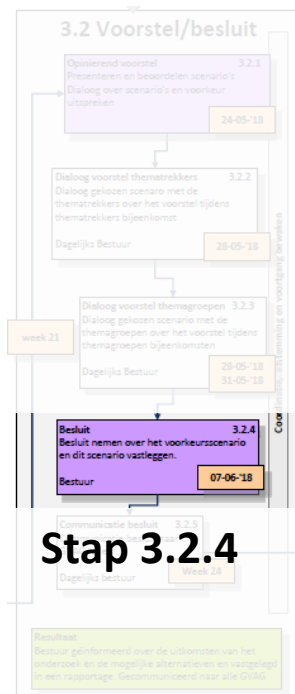 3.2 Voorstel/besluit
Opinierend voorstel 3.2.1
Presenteren en beoordelen scenario's
Dialoog over scenario's en voorkeur
uitspreken
24-05-'18
Dialoog voorstel thematrekkers 3.2.2
Dialoog gekozen scenaro met de
thematrekkers over het voorstel tijdens
thematrekkers bijeenkomst
Dagelijks Bestuur
28-05-'18
Dialoog voorstel themagroepen 3.2.3
Dialoog gekozen scenario met de
themagroepen over het voorstel tijdens
themagroepen bijeenkomsten
Dagelijks Bestuur
28-05-'18
31-05-'18
week 21
en voortgang bewaken
Besluit 3.2.4
Besluit nemen over het voorkeursscenario
en dit scenario vastleggen.
Bestuur
07-06-'18
Communicatie besluit 3.2.5
Stap 3.2.4
Dagelijks bestuur
Week 24
Resultaat
Bestuur geïnformeerd over de uitkomsten van het
onderzoek en de mogelijke alternatieven en vastgelegd
in een rapportage. Gecommuniceerd naar alle GVAG